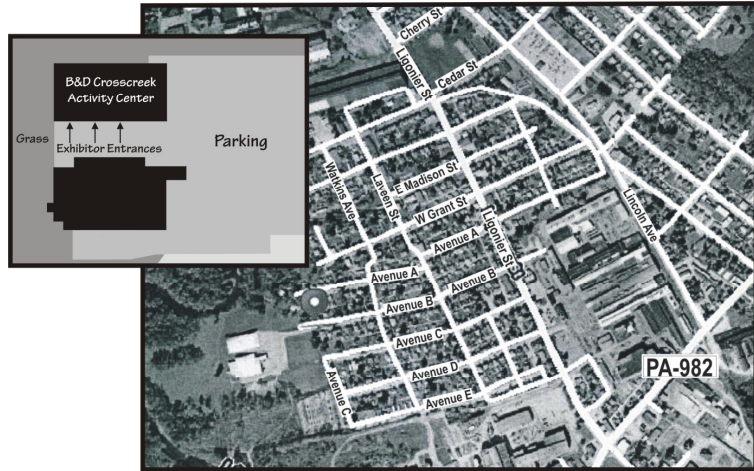 B&D Crosscreek
Activity Center
Grass
Exhibitor Entrances
Parking
Cherry St
Ligonier St
Cedar St
E Madison St
Watkins Ave
Laveen St
W Grant St
Ligonier St
Lincoln Ave
Avenue A
Avenue A
Avenue B
Avenue B
Avenue C
Avenue D
PA-982
Avenue C
Avenue E